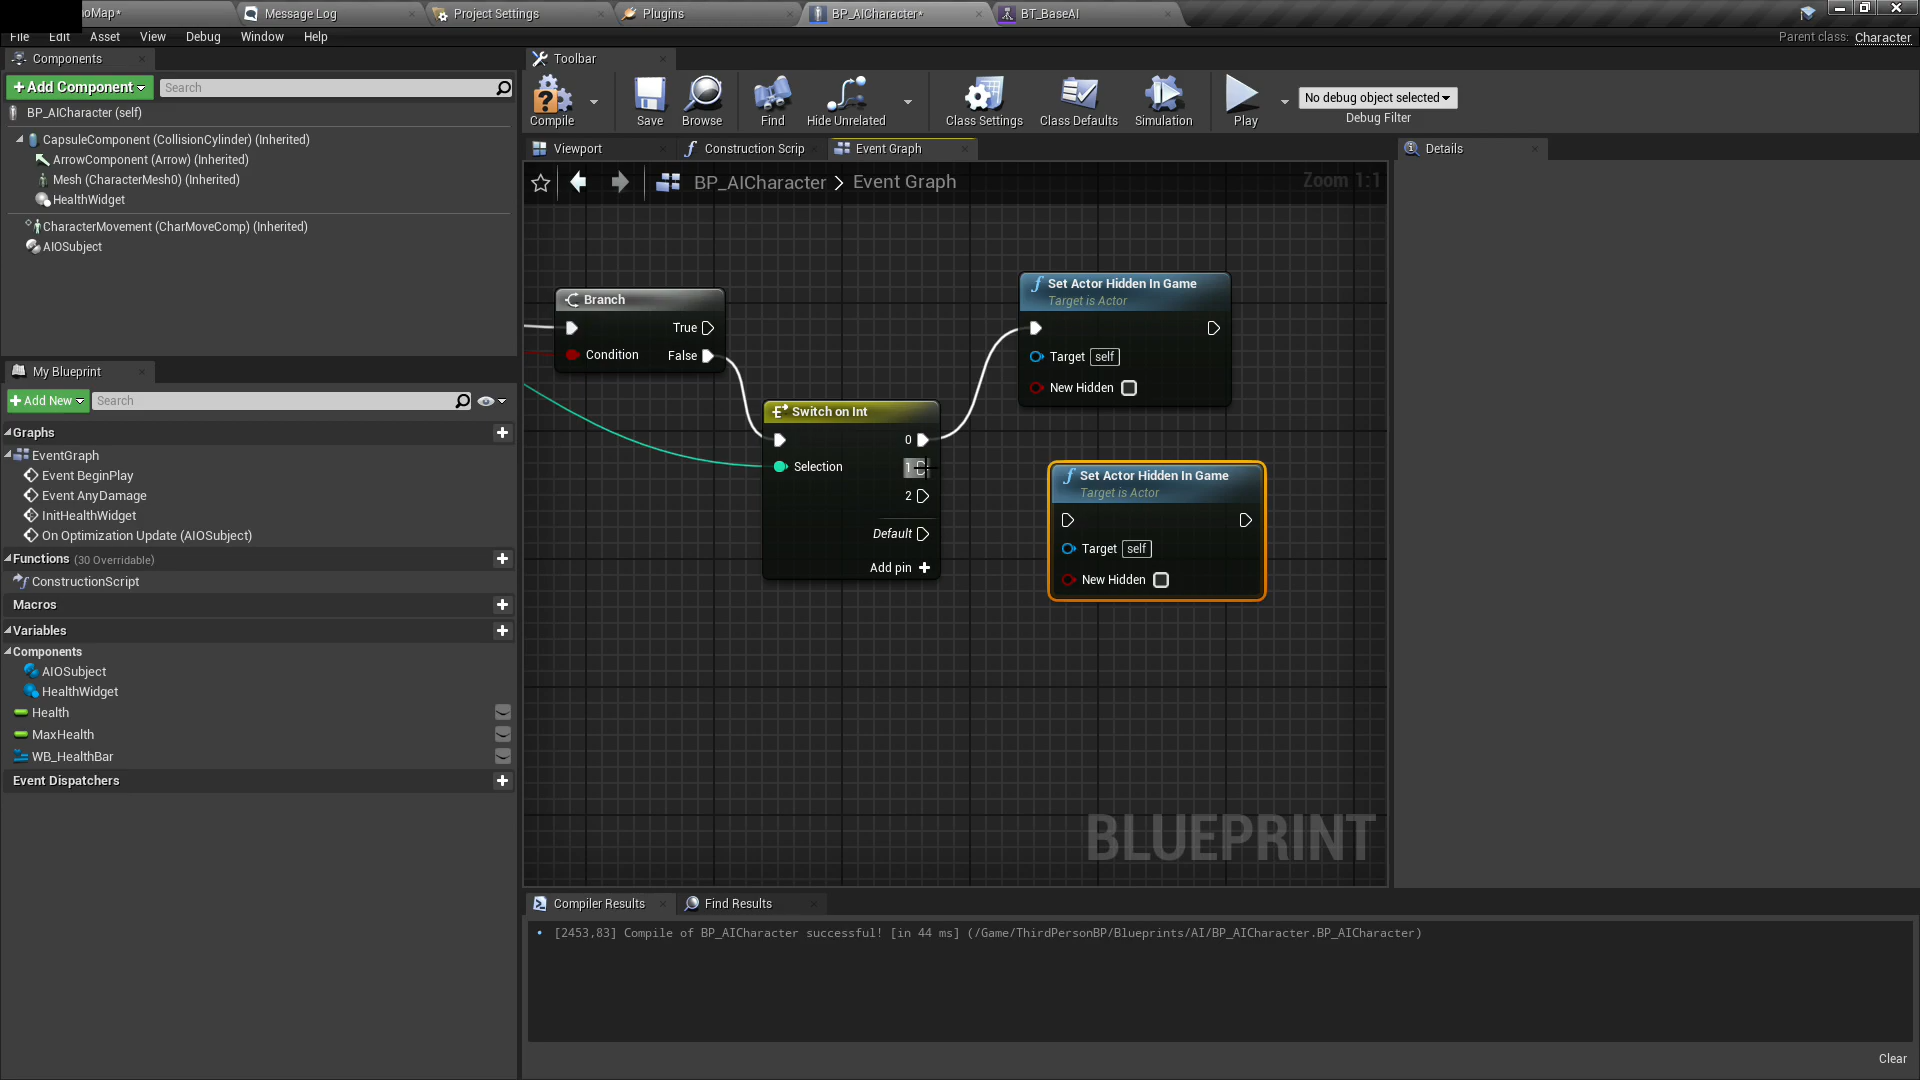 oMap*
Message Log
Project Settings
Plugins
BP_AICharacter*
BT_BaseAI
File Edit Asset View Debug Window Help
Parent class: Character
Components
Toolbar
+ Add Component
Search
BP_AICharacter (self)
CapsuleComponent (CollisionCylinder) (Inherited)
ArrowComponent (Arrow) (Inherited)
Mesh (CharacterMesh0) (Inherited)
HealthWidget
CharacterMovement (CharMoveComp) (Inherited)
AIOSubject
Compile
Save
Browse
Find
Hide Unrelated
Class Settings
Class Defaults
Simulation
Play
No debug object selected
Debug Filter
Viewport
Construction Scrip
Event Graph
Details
BP_AICharacter > Event Graph
Zoom 1:1
Branch
True
Condition
False
Switch on Int
0
Selection
1
2
Default
Add pin +
Set Actor Hidden In Game
Target is Actor
Target self
New Hidden
Set Actor Hidden In Game
Target is Actor
Target self
New Hidden
BLUEPRINT
My Blueprint
+ Add New
Search
Graphs
EventGraph
Event BeginPlay
Event AnyDamage
InitHealthWidget
On Optimization Update (AIOSubject)
Functions (30 Overridable)
ConstructionScript
Macros
Variables
Components
AIOSubject
HealthWidget
Health
MaxHealth
WB_HealthBar
Event Dispatchers
Compiler Results
Find Results
[2453,83] Compile of BP_AICharacter successful! [in 44 ms] (/Game/ThirdPersonBP/Blueprints/AI/BP_AICharacter.BP_AICharacter)
Clear